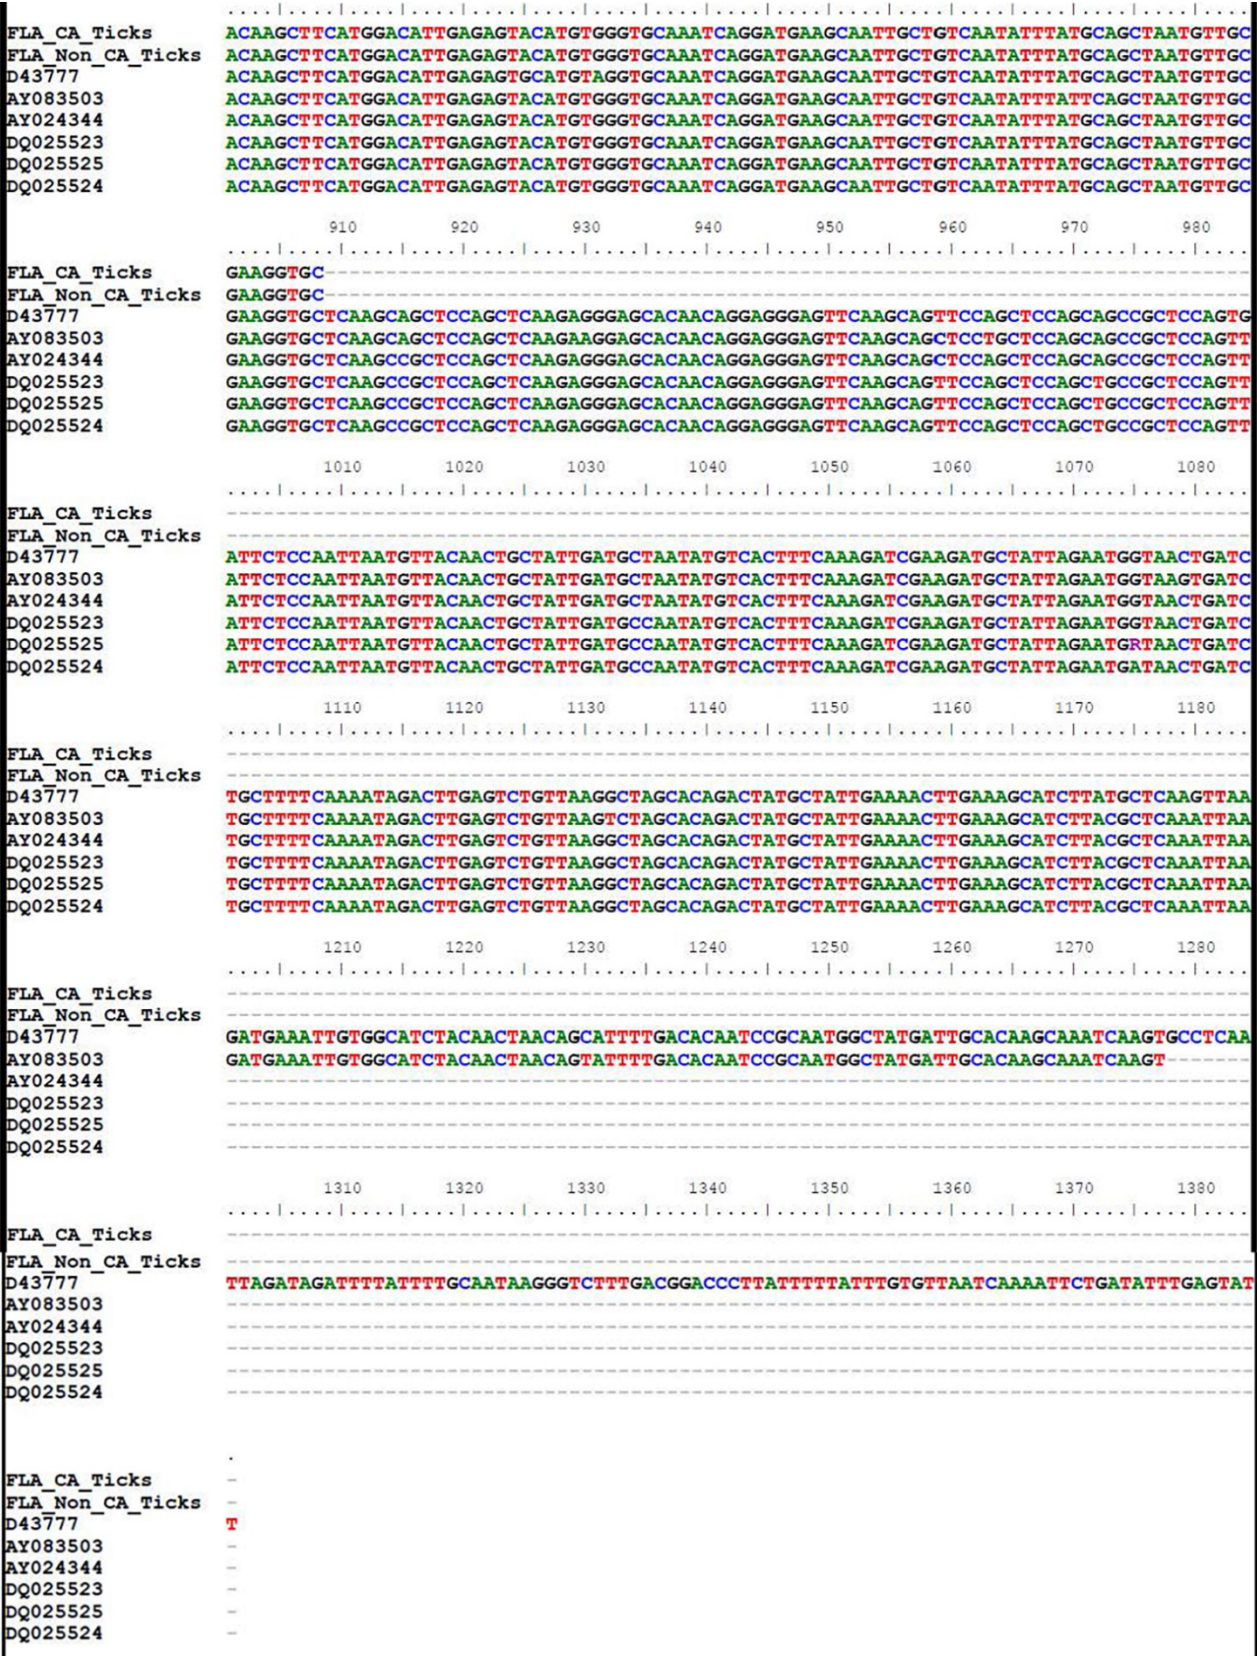 ....|....|....|....|....|....|....|....|....|....|....|....|....|....|....|....|....
FLA_CA_Ticks ACAAGCTTCATGGACATTGAGAGTACATGTGGGTGCAAATCAGGATGAAGCAATTGCTGTCAATATTTATGCAGCTAATGTTGC
FLA_Non_CA_Ticks ACAAGCTTCATGGACATTGAGAGTACATGTGGGTGCAAATCAGGATGAAGCAATTGCTGTCAATATTTATGCAGCTAATGTTGC
D43777 ACAAGCTTCATGGACATTGAGAGTGCATGTAGGTGCAAATCAGGATGAAGCAATTGCTGTCAATATTTATGCAGCTAATGTTGC
AY083503 ACAAGCTTCATGGACATTGAGAGTACATGTGGGTGCAAATCAGGATGAAGCAATTGCTGTCAATATTTATTCAGCTAATGTTGC
AY024344 ACAAGCTTCATGGACATTGAGAGTACATGTGGGTGCAAATCAGGATGAAGCAATTGCTGTCAATATTTATGCAGCTAATGTTGC
DQ025523 ACAAGCTTCATGGACATTGAGAGTACATGTGGGTGCAAATCAGGATGAAGCAATTGCTGTCAATATTTATGCAGCTAATGTTGC
DQ025525 ACAAGCTTCATGGACATTGAGAGTACATGTGGGTGCAAATCAGGATGAAGCAATTGCTGTCAATATTTATGCAGCTAATGTTGC
DQ025524 ACAAGCTTCATGGACATTGAGAGTACATGTGGGTGCAAATCAGGATGAAGCAATTGCTGTCAATATTTATGCAGCTAATGTTGC
910 920 930 940 950 960 970 980
....|....|....|....|....|....|....|....|....|....|....|....|....|....|....|....|....
FLA_CA_Ticks GAAGGTGC----------------------------------------------------------------------------
FLA_Non_CA_Ticks GAAGGTGC----------------------------------------------------------------------------
D43777 GAAGGTGCTCAAGCAGCTCCAGCTCAAGAGGGAGCACAACAGGAGGGAGTTCAAGCAGTTCCAGCTCCAGCAGCCGCTCCAGTG
AY083503 GAAGGTGCTCAAGCAGCTCCAGCTCAAGAAGGAGCACAACAGGAGGGAGTTCAAGCAGCTCCTGCTCCAGCAGCCGCTCCAGTT
AY024344 GAAGGTGCTCAAGCCGCTCCAGCTCAAGAGGGAGCACAACAGGAGGGAGTTCAAGCAGCTCCAGCTCCAGCAGCCGCTCCAGTT
DQ025523 GAAGGTGCTCAAGCCGCTCCAGCTCAAGAGGGAGCACAACAGGAGGGAGTTCAAGCAGTTCCAGCTCCAGCTGCCGCTCCAGTT
DQ025525 GAAGGTGCTCAAGCCGCTCCAGCTCAAGAGGGAGCACAACAGGAGGGAGTTCAAGCAGTTCCAGCTCCAGCTGCCGCTCCAGTT
DQ025524 GAAGGTGCTCAAGCCGCTCCAGCTCAAGAGGGAGCACAACAGGAGGGAGTTCAAGCAGTTCCAGCTCCAGCTGCCGCTCCAGTT
1010 1020 1030 1040 1050 1060 1070 1080
....|....|....|....|....|....|....|....|....|....|....|....|....|....|....|....|....
FLA_CA_Ticks ------------------------------------------------------------------------------------
FLA_Non_CA_Ticks ------------------------------------------------------------------------------------
D43777 ATTCTCCAATTAATGTTACAACTGCTATTGATGCTAATATGTCACTTTCAAAGATCGAAGATGCTATTAGAATGGTAACTGATC
AY083503 ATTCTCCAATTAATGTTACAACTGCTATTGATGCTAATATGTCACTTTCAAAGATCGAAGATGCTATTAGAATGGTAAGTGATC
AY024344 ATTCTCCAATTAATGTTACAACTGCTATTGATGCTAATATGTCACTTTCAAAGATCGAAGATGCTATTAGAATGGTAACTGATC
DQ025523 ATTCTCCAATTAATGTTACAACTGCTATTGATGCCAATATGTCACTTTCAAAGATCGAAGATGCTATTAGAATGGTAACTGATC
DQ025525 ATTCTCCAATTAATGTTACAACTGCTATTGATGCCAATATGTCACTTTCAAAGATCGAAGATGCTATTAGAATGRTAACTGATC
DQ025524 ATTCTCCAATTAATGTTACAACTGCTATTGATGCCAATATGTCACTTTCAAAGATCGAAGATGCTATTAGAATGATAACTGATC
1110 1120 1130 1140 1150 1160 1170 1180
....|....|....|....|....|....|....|....|....|....|....|....|....|....|....|....|....
FLA_CA_Ticks ------------------------------------------------------------------------------------
FLA_Non_CA_Ticks ------------------------------------------------------------------------------------
D43777 TGCTTTTCAAAATAGACTTGAGTCTGTTAAGGCTAGCACAGACTATGCTATTGAAAACTTGAAAGCATCTTATGCTCAAGTTAA
AY083503 TGCTTTTCAAAATAGACTTGAGTCTGTTAAGTCTAGCACAGACTATGCTATTGAAAACTTGAAAGCATCTTACGCTCAAATTAA
AY024344 TGCTTTTCAAAATAGACTTGAGTCTGTTAAGGCTAGCACAGACTATGCTATTGAAAACTTGAAAGCATCTTACGCTCAAATTAA
DQ025523 TGCTTTTCAAAATAGACTTGAGTCTGTTAAGGCTAGCACAGACTATGCTATTGAAAACTTGAAAGCATCTTACGCTCAAATTAA
DQ025525 TGCTTTTCAAAATAGACTTGAGTCTGTTAAGGCTAGCACAGACTATGCTATTGAAAACTTGAAAGCATCTTACGCTCAAATTAA
DQ025524 TGCTTTTCAAAATAGACTTGAGTCTGTTAAGGCTAGCACAGACTATGCTATTGAAAACTTGAAAGCATCTTACGCTCAAATTAA
1210 1220 1230 1240 1250 1260 1270 1280
....|....|....|....|....|....|....|....|....|....|....|....|....|....|....|....|....
FLA_CA_Ticks ------------------------------------------------------------------------------------
FLA_Non_CA_Ticks ------------------------------------------------------------------------------------
D43777 GATGAAATTGTGGCATCTACAACTAACAGCATTTTGACACAATCCGCAATGGCTATGATTGCACAAGCAAATCAAGTGCCTCAA
AY083503 GATGAAATTGTGGCATCTACAACTAACAGTATTTTGACACAATCCGCAATGGCTATGATTGCACAAGCAAATCAAGT-------
AY024344 ------------------------------------------------------------------------------------
DQ025523 ------------------------------------------------------------------------------------
DQ025525 ------------------------------------------------------------------------------------
DQ025524 ------------------------------------------------------------------------------------
1310 1320 1330 1340 1350 1360 1370 1380
....|....|....|....|....|....|....|....|....|....|....|....|....|....|....|....|....
FLA_CA_Ticks ------------------------------------------------------------------------------------
FLA_Non_CA_Ticks ------------------------------------------------------------------------------------
D43777 TTAGATAGATTTTATTTTGCAATAAGGGTCTTTGACGGACCCTTATTTTTATTTGTGTTAATCAAAATTCTGATATTTGAGTAT
AY083503 ------------------------------------------------------------------------------------
AY024344 ------------------------------------------------------------------------------------
DQ025523 ------------------------------------------------------------------------------------
DQ025525 ------------------------------------------------------------------------------------
DQ025524 ------------------------------------------------------------------------------------
.
FLA_CA_Ticks -
FLA_Non_CA_Ticks -
D43777 T
AY083503 -
AY024344 -
DQ025523 -
DQ025525 -
DQ025524 -